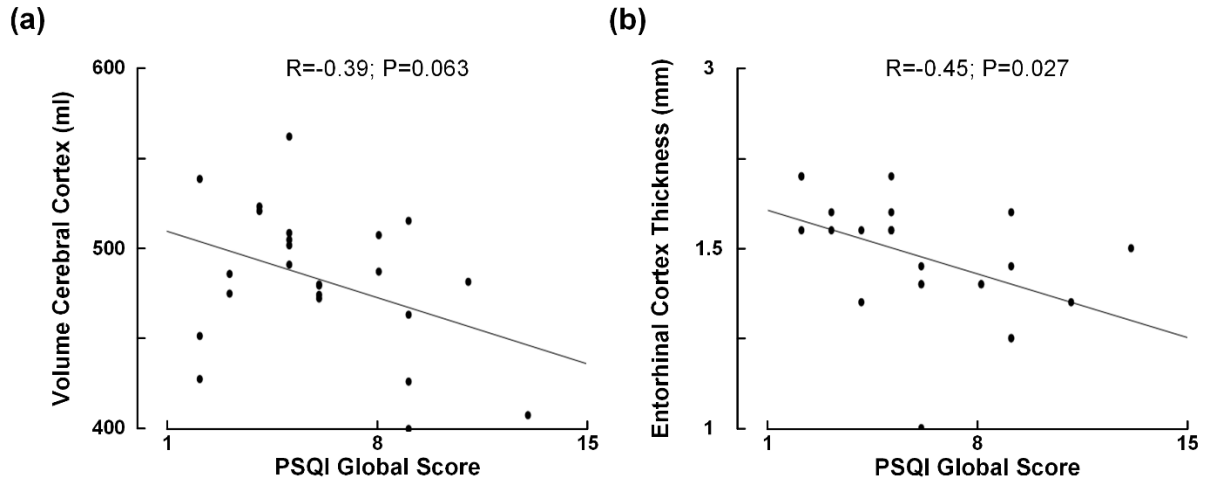 (a)
R=-0.39; P=0.063
Volume Cerebral Cortex (ml)
600
500
400
1 8 15
PSQI Global Score
(b)
R=-0.45; P=0.027
Entorhinal Cortex Thickness (mm)
3
1.5
1
1 8 15
PSQI Global Score